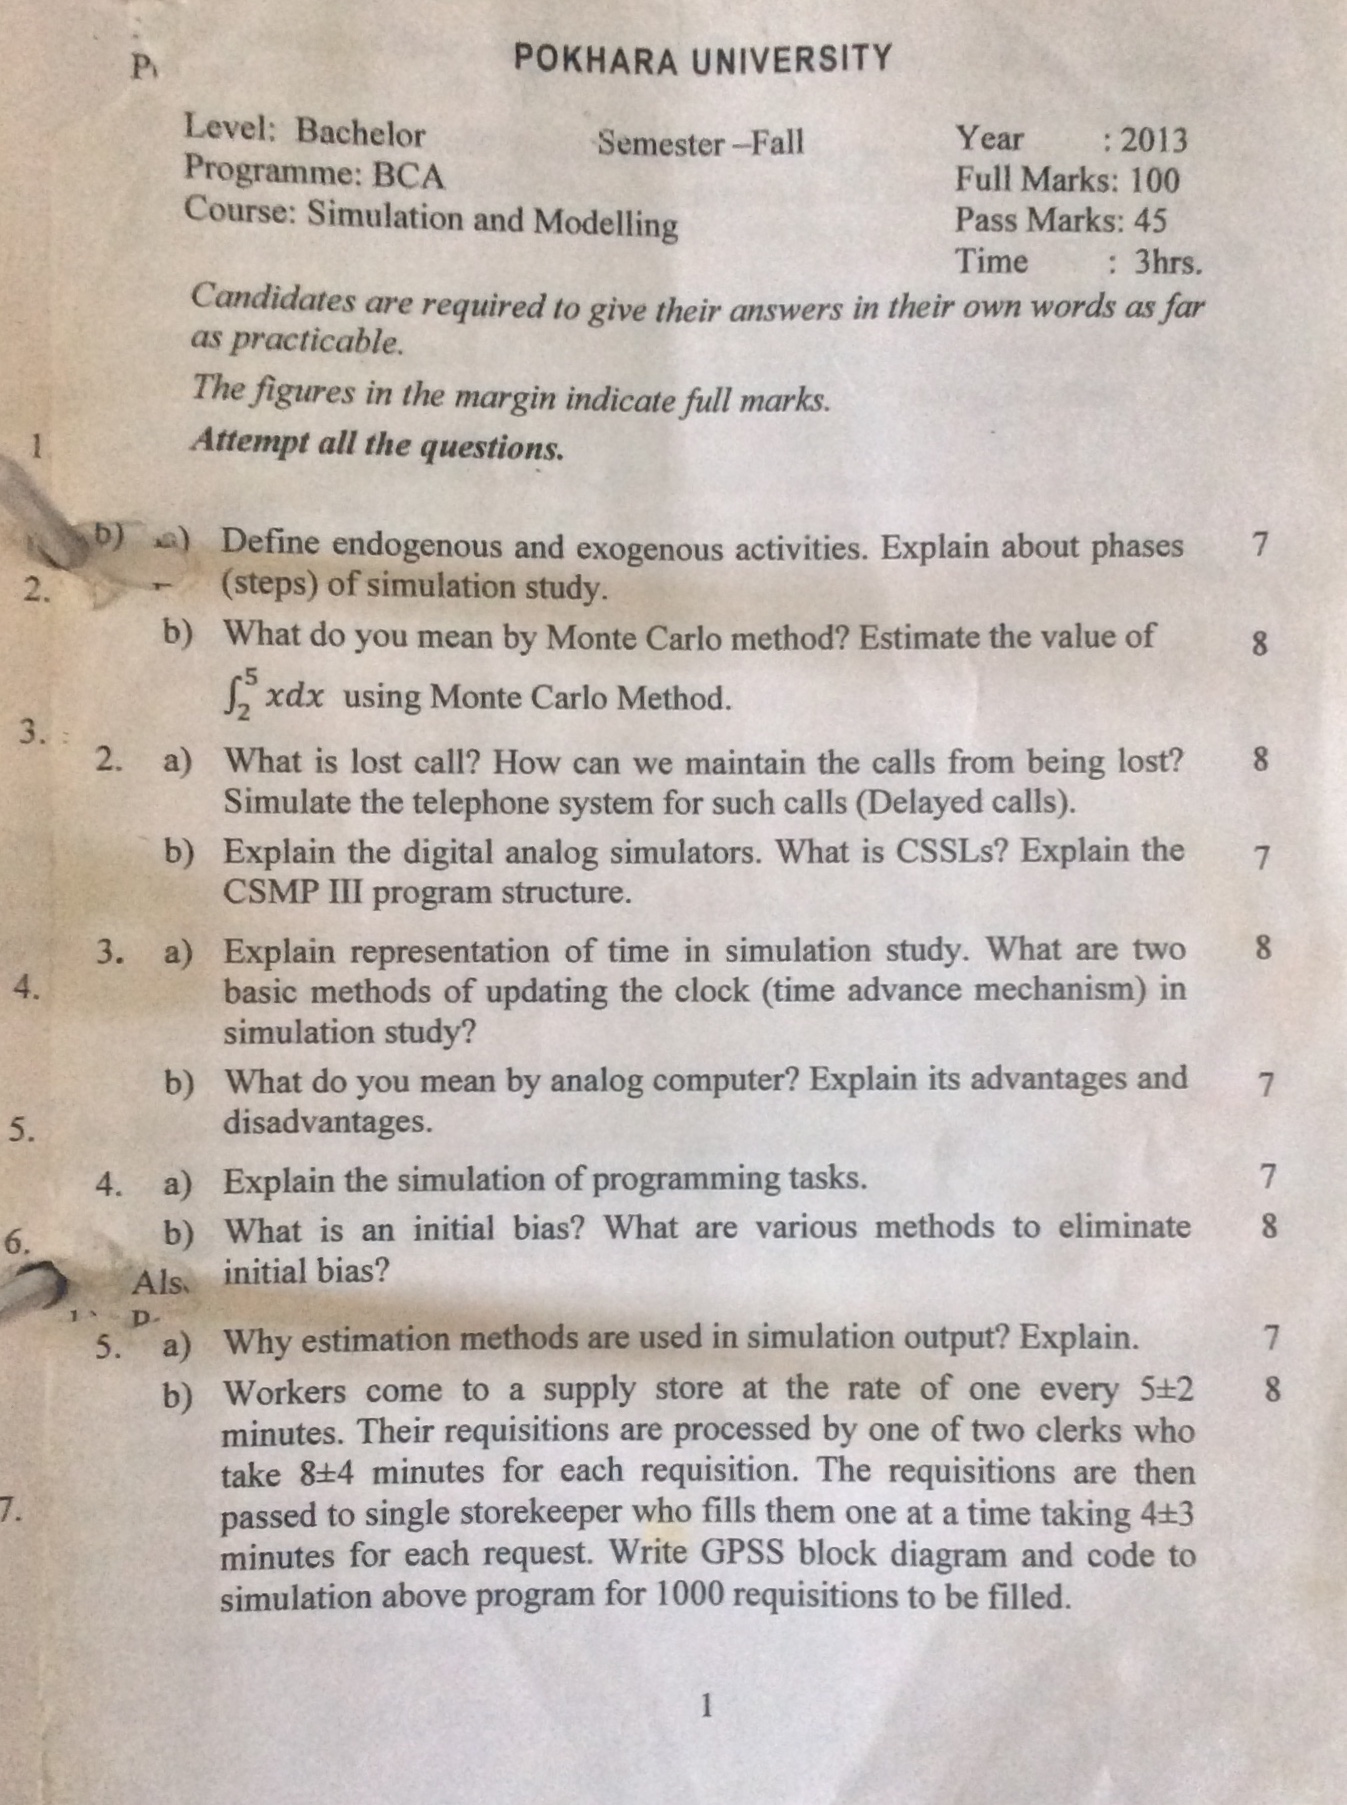 POKHARA UNIVERSITY
Level: Bachelor Semester –Fall Year : 2013
Programme: BCA Full Marks: 100
Course: Simulation and Modelling Pass Marks: 45
Time : 3hrs.
Candidates are required to give their answers in their own words as far
as practicable.
The figures in the margin indicate full marks.
1
Attempt all the questions.
b) a) Define endogenous and exogenous activities. Explain about phases 7
2. (steps) of simulation study.
b) What do you mean by Monte Carlo method? Estimate the value of 8
∫₂⁵ xdx using Monte Carlo Method.
3.
2. a) What is lost call? How can we maintain the calls from being lost? 8
Simulate the telephone system for such calls (Delayed calls).
b) Explain the digital analog simulators. What is CSSLs? Explain the 7
CSMP III program structure.
3. a) Explain representation of time in simulation study. What are two 8
4. basic methods of updating the clock (time advance mechanism) in
simulation study?
b) What do you mean by analog computer? Explain its advantages and 7
5. disadvantages.
4. a) Explain the simulation of programming tasks. 7
6. b) What is an initial bias? What are various methods to eliminate 8
initial bias?
5. a) Why estimation methods are used in simulation output? Explain. 7
b) Workers come to a supply store at the rate of one every 5±2 8
minutes. Their requisitions are processed by one of two clerks who
take 8±4 minutes for each requisition. The requisitions are then
7. passed to single storekeeper who fills them one at a time taking 4±3
minutes for each request. Write GPSS block diagram and code to
simulation above program for 1000 requisitions to be filled.
1